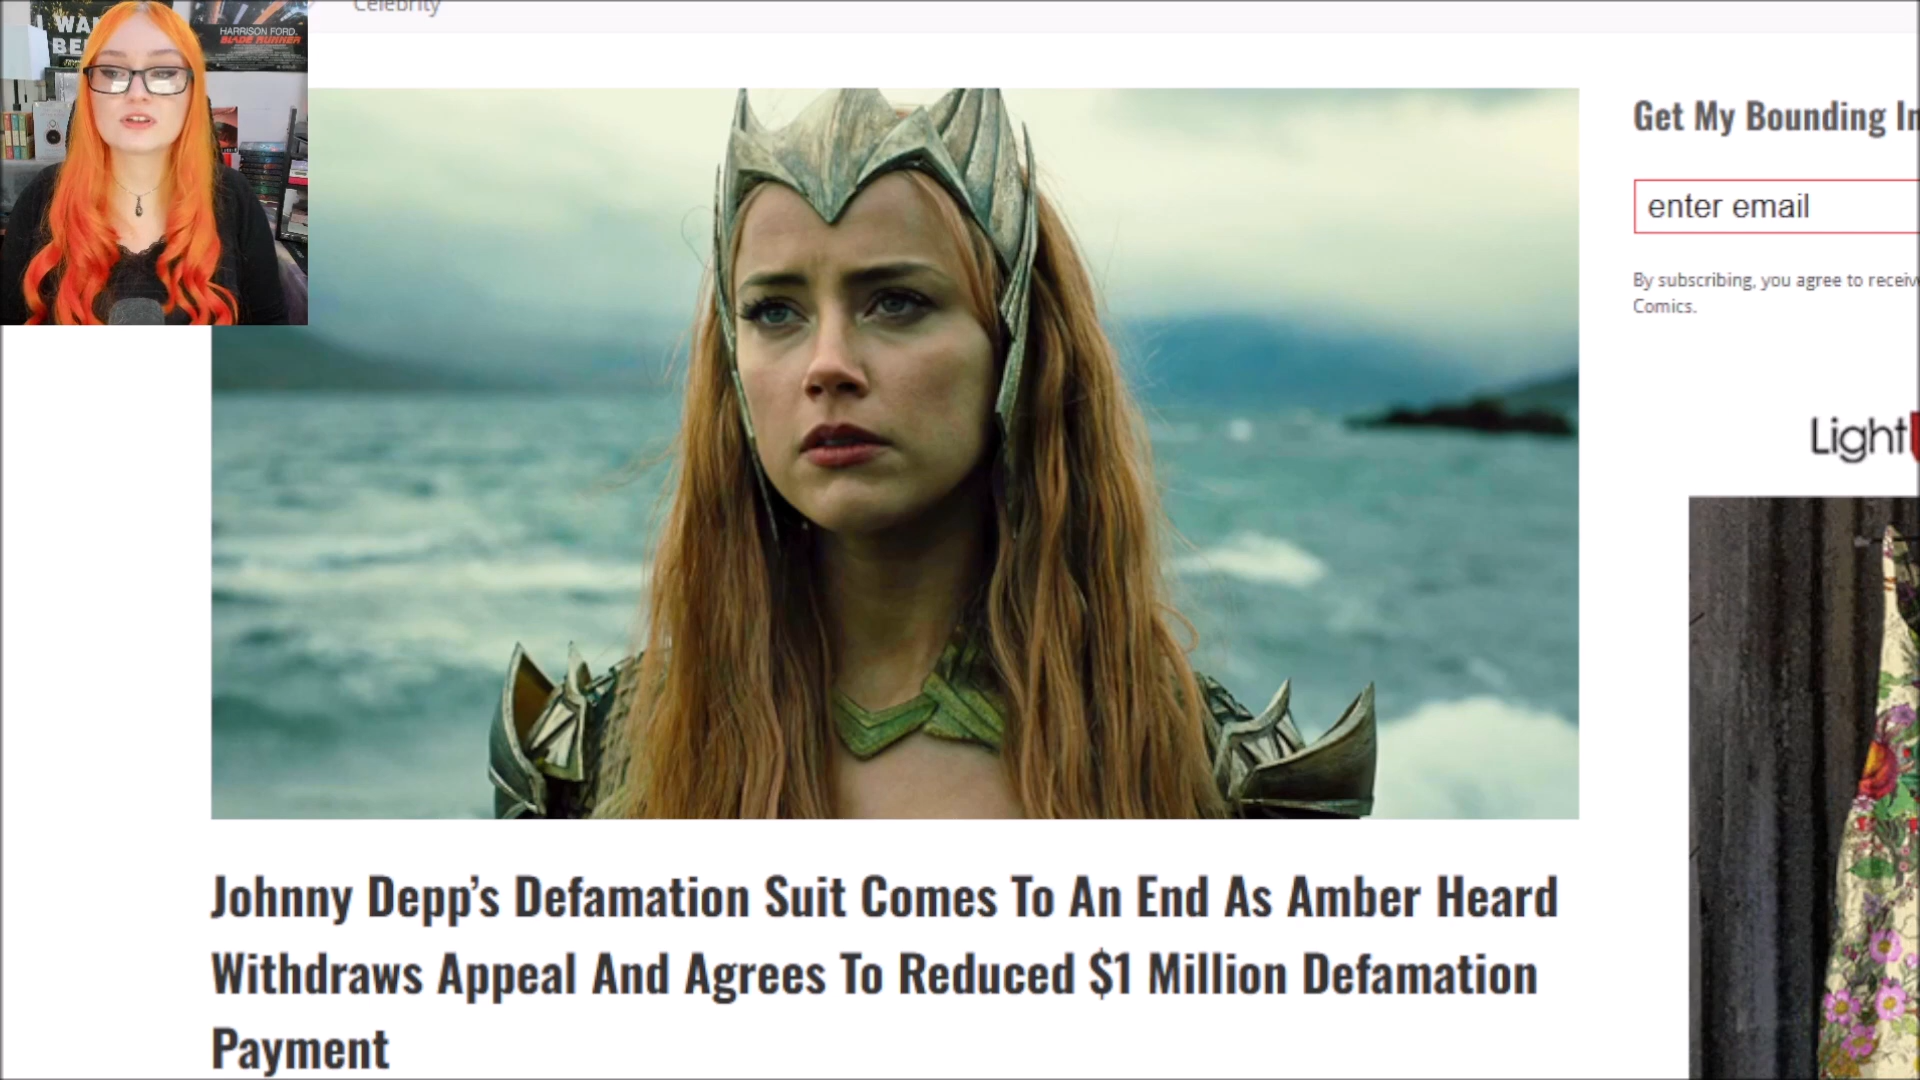 Celebrity
I WA
BE
HARRISON FORD.
BLADE RUNNER
Get My Bounding In
enter email
By subscribing, you agree to receiv
Comics.
Light
Johnny Depp’s Defamation Suit Comes To An End As Amber Heard
Withdraws Appeal And Agrees To Reduced $1 Million Defamation
Payment